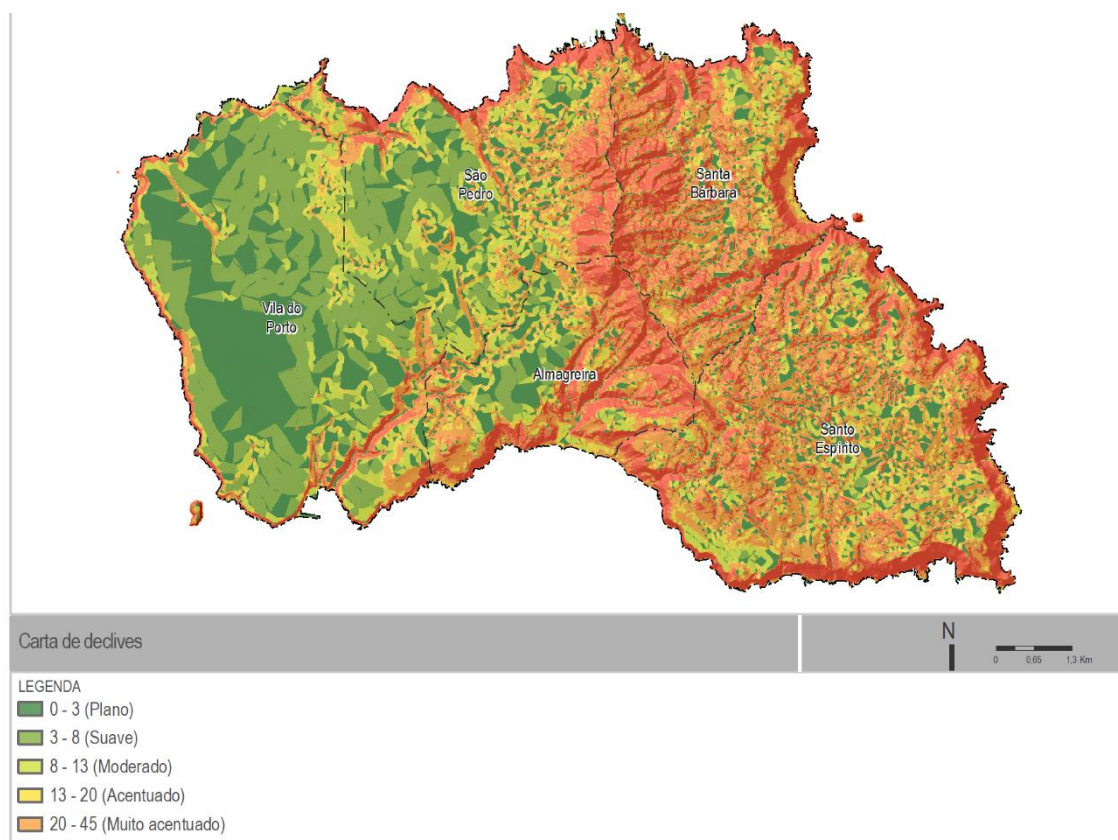 São
Pedro
Santa
Bárbara
Vila do
Porto
Almagreira
Santo
Espírito
Carta de declives
N
0 0,65 1,3 Km
LEGENDA
0 - 3 (Plano)
3 - 8 (Suave)
8 - 13 (Moderado)
13 - 20 (Acentuado)
20 - 45 (Muito acentuado)